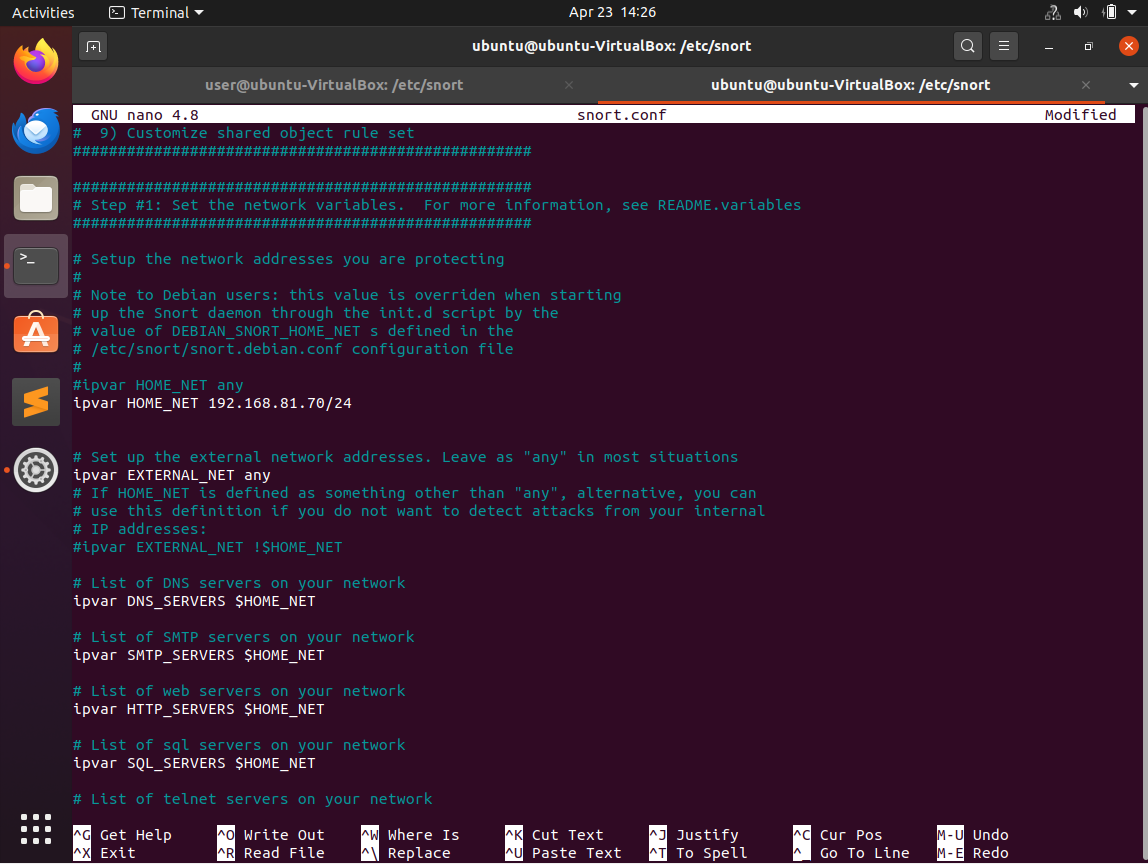 Activities Terminal Apr 23 14:26
ubuntu@ubuntu-VirtualBox: /etc/snort
user@ubuntu-VirtualBox: /etc/snort ubuntu@ubuntu-VirtualBox: /etc/snort
GNU nano 4.8 snort.conf Modified
#  9) Customize shared object rule set
###################################################
###################################################
# Step #1: Set the network variables.  For more information, see README.variables
###################################################
# Setup the network addresses you are protecting
#
# Note to Debian users: this value is overriden when starting
# up the Snort daemon through the init.d script by the
# value of DEBIAN_SNORT_HOME_NET s defined in the
# /etc/snort/snort.debian.conf configuration file
#
#ipvar HOME_NET any
ipvar HOME_NET 192.168.81.70/24
# Set up the external network addresses. Leave as "any" in most situations
ipvar EXTERNAL_NET any
# If HOME_NET is defined as something other than "any", alternative, you can
# use this definition if you do not want to detect attacks from your internal
# IP addresses:
#ipvar EXTERNAL_NET !$HOME_NET
# List of DNS servers on your network
ipvar DNS_SERVERS $HOME_NET
# List of SMTP servers on your network
ipvar SMTP_SERVERS $HOME_NET
# List of web servers on your network
ipvar HTTP_SERVERS $HOME_NET
# List of sql servers on your network
ipvar SQL_SERVERS $HOME_NET
# List of telnet servers on your network
^G Get Help ^O Write Out ^W Where Is ^K Cut Text ^J Justify ^C Cur Pos M-U Undo
^X Exit ^R Read File ^\ Replace ^U Paste Text ^T To Spell ^_ Go To Line M-E Redo